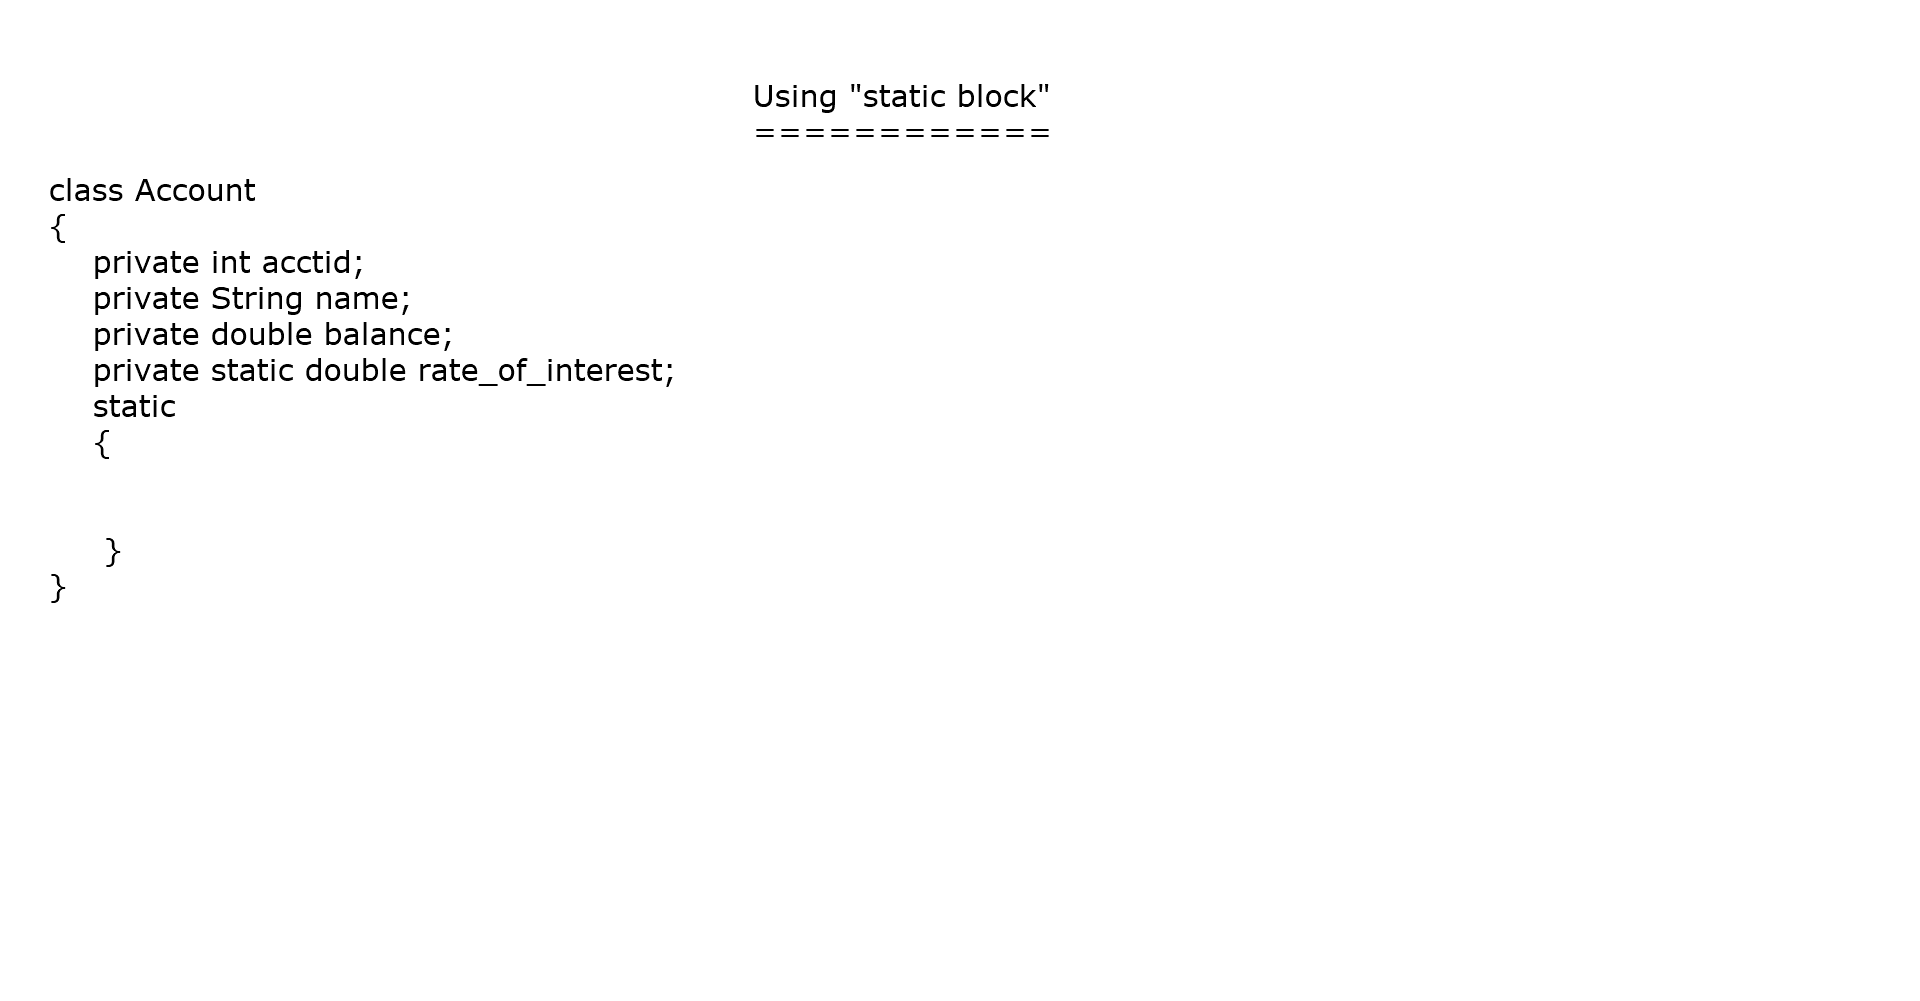 Using "static block"
============
class Account
{
private int acctid;
private String name;
private double balance;
private static double rate_of_interest;
static
{
}
}